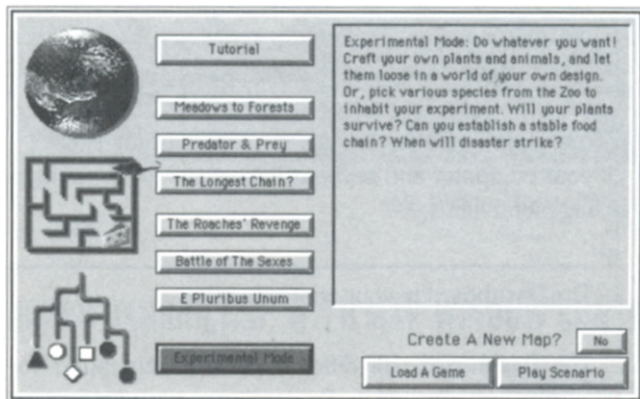 Tutorial
Meadows to Forests
Predator & Prey
The Longest Chain?
The Roaches' Revenge
Battle of The Sexes
E Pluribus Unum
Experimental Mode
Experimental Mode: Do whatever you want!
Craft your own plants and animals, and let
them loose in a world of your own design.
Or, pick various species from the Zoo to
inhabit your experiment. Will your plants
survive? Can you establish a stable food
chain? When will disaster strike?
Create A New Map? No
Load A Game Play Scenario